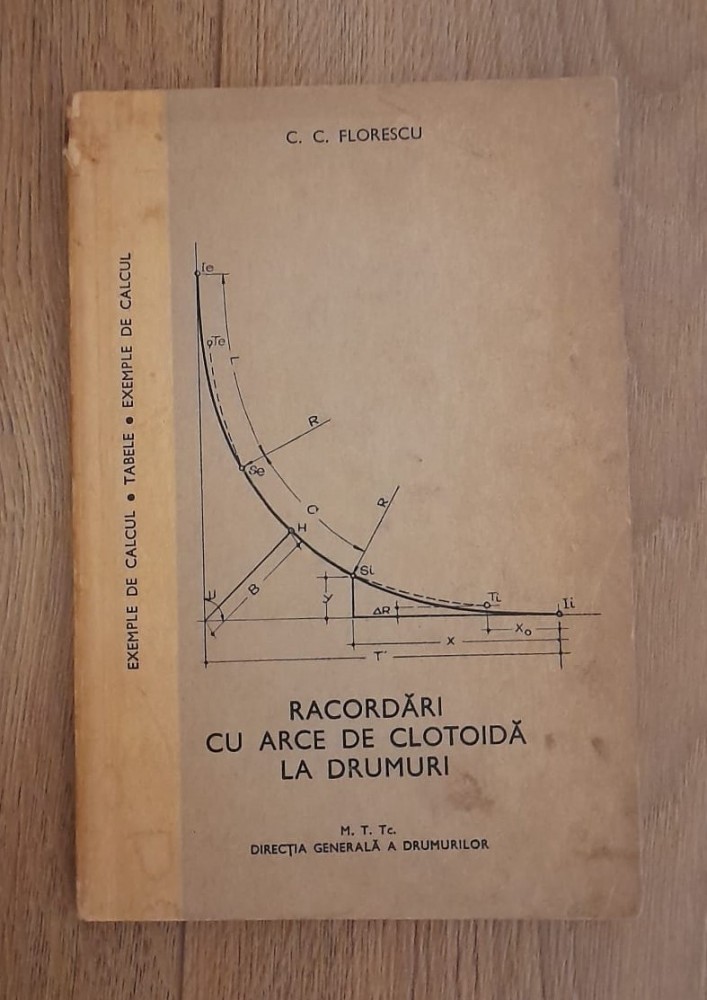 C. C. FLORESCU
EXEMPLE DE CALCUL • TABELE • EXEMPLE DE CALCUL
Ie
Te
L
R
Se
C
R
H
Si
B
U
y
ΔR
Ti
Ii
Xo
X
T'
RACORDĂRI
CU ARCE DE CLOTOIDĂ
LA DRUMURI
M. T. Tc.
DIRECȚIA GENERALĂ A DRUMURILOR